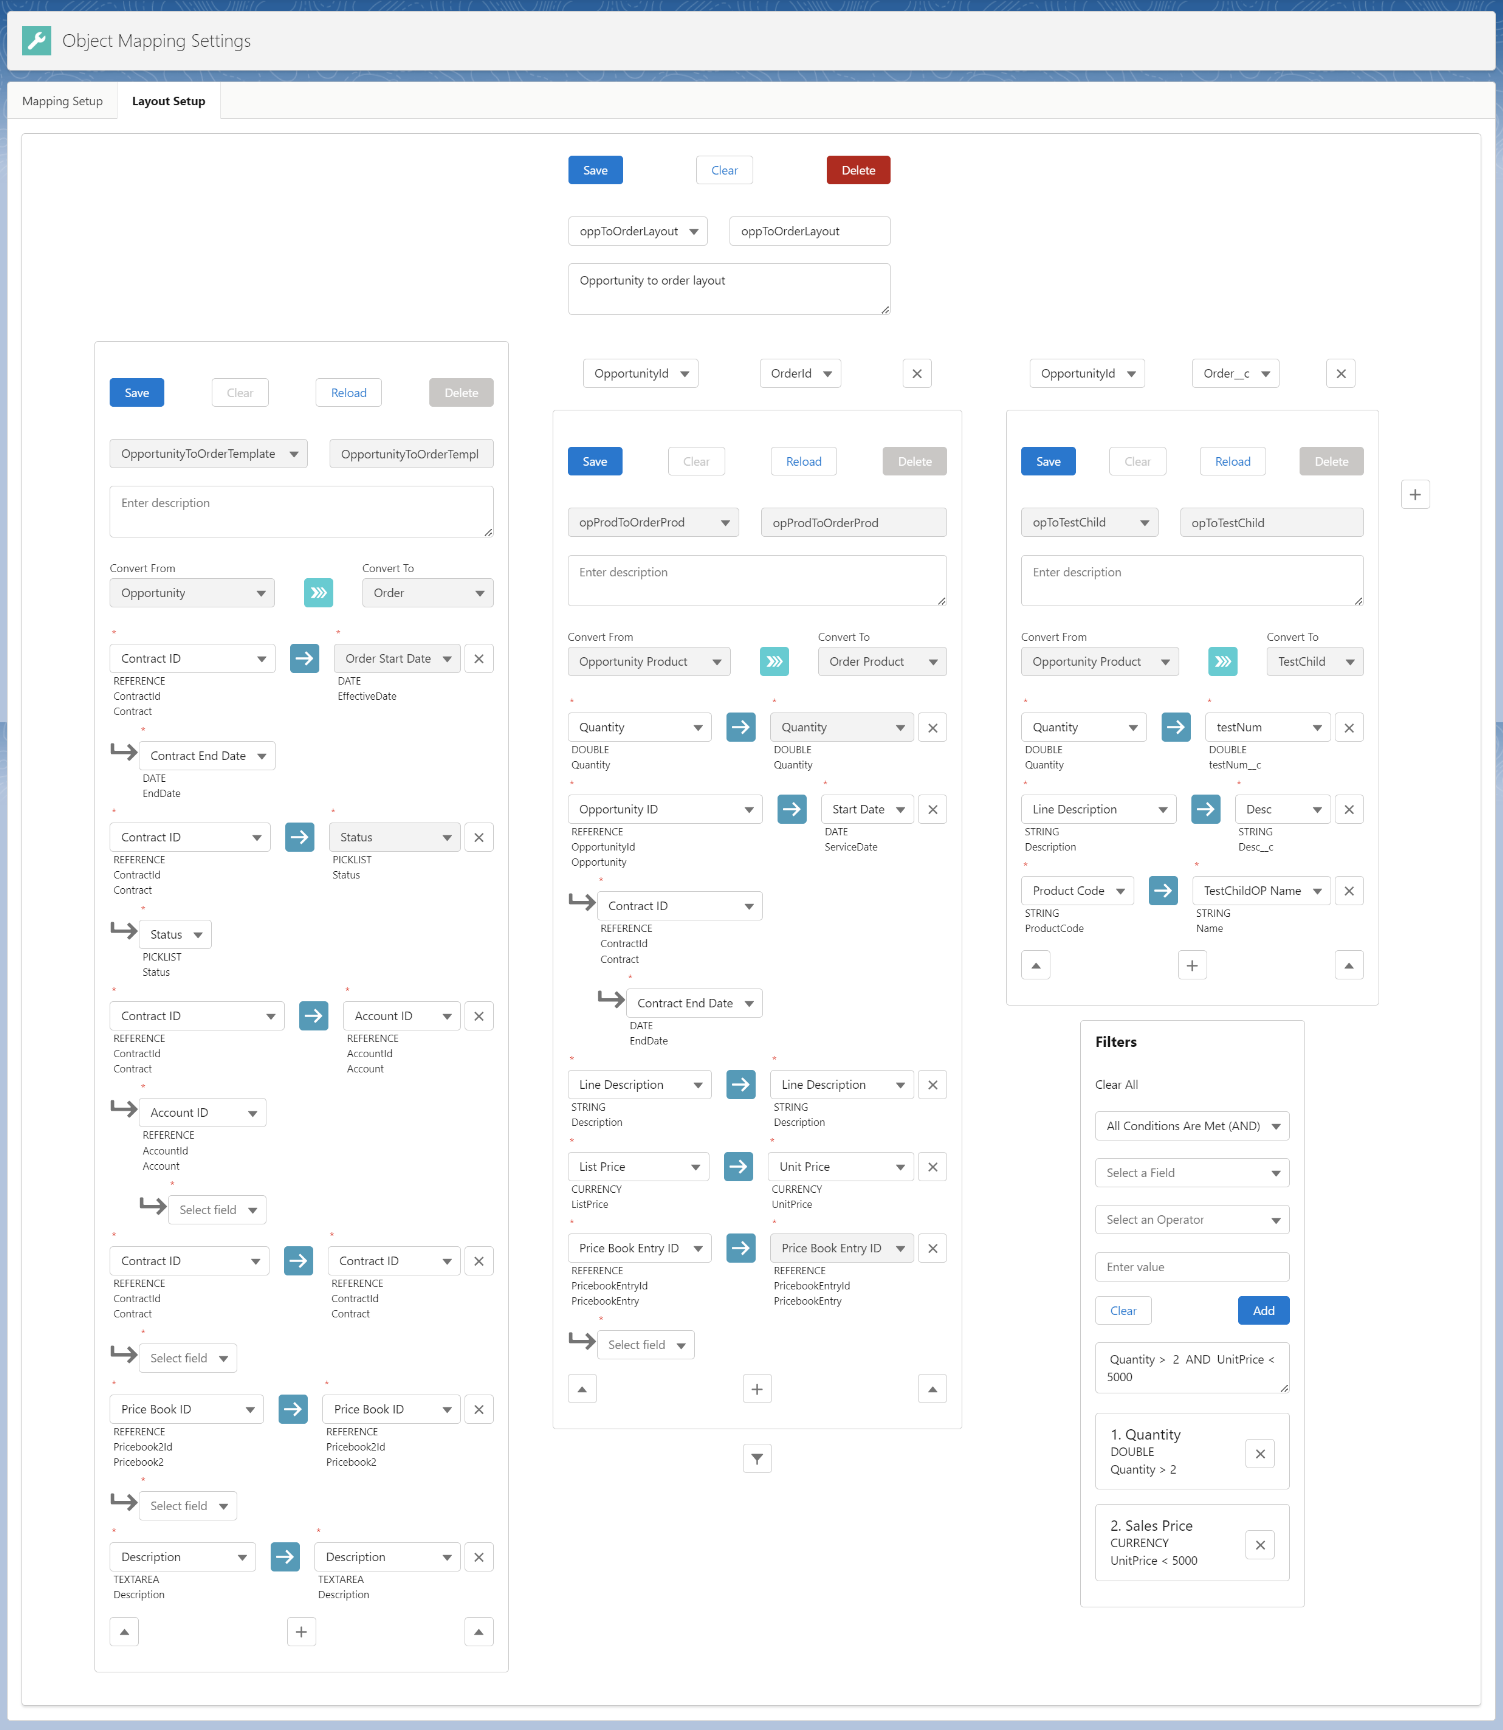 Object Mapping Settings
Mapping Setup
Layout Setup
Save
Clear
Delete
oppToOrderLayout
oppToOrderLayout
Opportunity to order layout
Save
Clear
Reload
Delete
OpportunityToOrderTemplate
OpportunityToOrderTempl
Enter description
Convert From
Convert To
Opportunity
Order
*
*
Contract ID
Order Start Date
REFERENCE
DATE
ContractId
EffectiveDate
Contract
*
Contract End Date
DATE
EndDate
*
*
Contract ID
Status
REFERENCE
PICKLIST
ContractId
Status
Contract
*
Status
PICKLIST
Status
*
*
Contract ID
Account ID
REFERENCE
REFERENCE
ContractId
AccountId
Contract
Account
*
Account ID
REFERENCE
AccountId
Account
*
Select field
*
*
Contract ID
Contract ID
REFERENCE
REFERENCE
ContractId
ContractId
Contract
Contract
*
Select field
*
*
Price Book ID
Price Book ID
REFERENCE
REFERENCE
Pricebook2Id
Pricebook2Id
Pricebook2
Pricebook2
*
Select field
*
*
Description
Description
TEXTAREA
TEXTAREA
Description
Description
OpportunityId
OrderId
Save
Clear
Reload
Delete
opProdToOrderProd
opProdToOrderProd
Enter description
Convert From
Convert To
Opportunity Product
Order Product
*
*
Quantity
Quantity
DOUBLE
DOUBLE
Quantity
Quantity
*
*
Opportunity ID
Start Date
REFERENCE
DATE
OpportunityId
ServiceDate
Opportunity
*
Contract ID
REFERENCE
ContractId
Contract
*
Contract End Date
DATE
EndDate
*
*
Line Description
Line Description
STRING
STRING
Description
Description
*
*
List Price
Unit Price
CURRENCY
CURRENCY
ListPrice
UnitPrice
*
*
Price Book Entry ID
Price Book Entry ID
REFERENCE
REFERENCE
PricebookEntryId
PricebookEntryId
PricebookEntry
PricebookEntry
*
Select field
OpportunityId
Order__c
Save
Clear
Reload
Delete
opToTestChild
opToTestChild
Enter description
Convert From
Convert To
Opportunity Product
TestChild
*
*
Quantity
testNum
DOUBLE
DOUBLE
Quantity
testNum__c
*
*
Line Description
Desc
STRING
STRING
Description
Desc__c
*
*
Product Code
TestChildOP Name
STRING
STRING
ProductCode
Name
Filters
Clear All
All Conditions Are Met (AND)
Select a Field
Select an Operator
Enter value
Clear
Add
Quantity > 2 AND UnitPrice <
5000
1. Quantity
DOUBLE
Quantity > 2
2. Sales Price
CURRENCY
UnitPrice < 5000